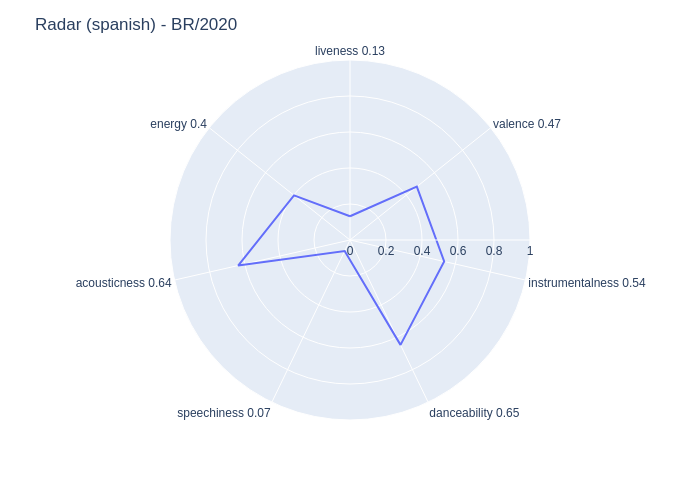 Radar (spanish) - BR/2020
liveness 0.13
energy 0.4
valence 0.47
0 0.2 0.4 0.6 0.8 1
acousticness 0.64
instrumentalness 0.54
speechiness 0.07
danceability 0.65